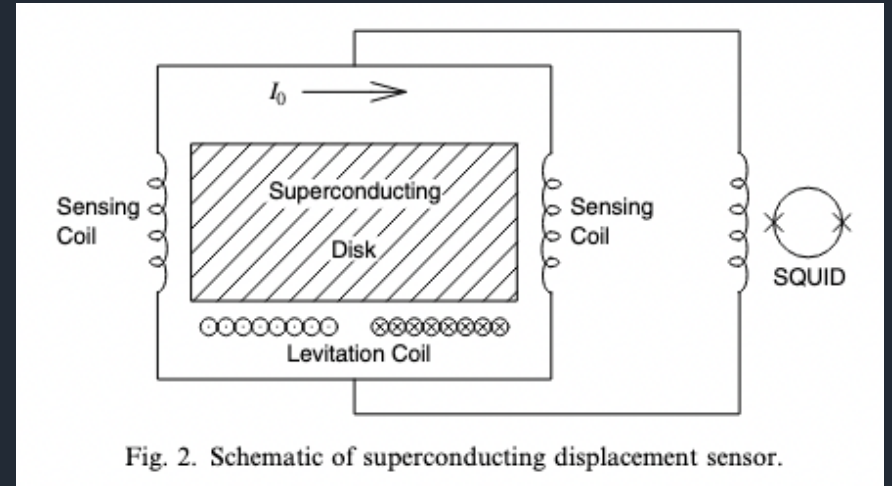 I₀
Superconducting
Disk
Sensing
Coil
Sensing
Coil
SQUID
Levitation Coil
Fig. 2. Schematic of superconducting displacement sensor.